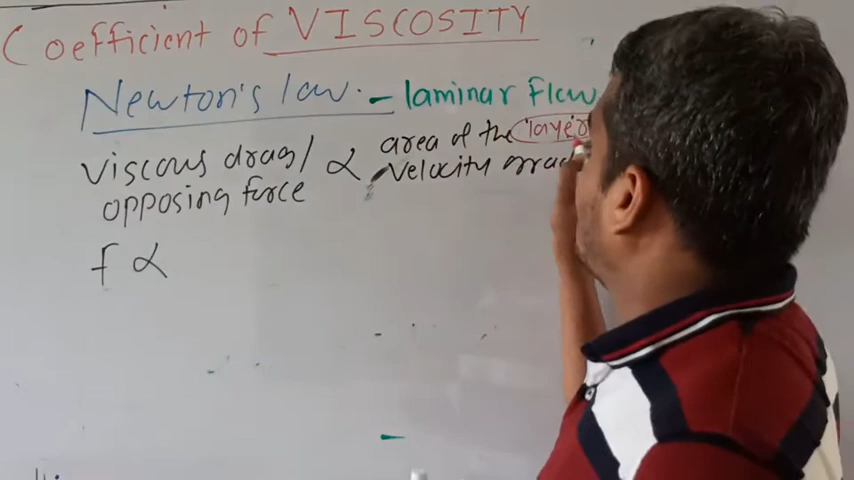 Coefficient of VISCOSITY
Newton's law. - laminar Flow
viscous drag/ ∝ area of the layer
opposing force velocity grad
f ∝